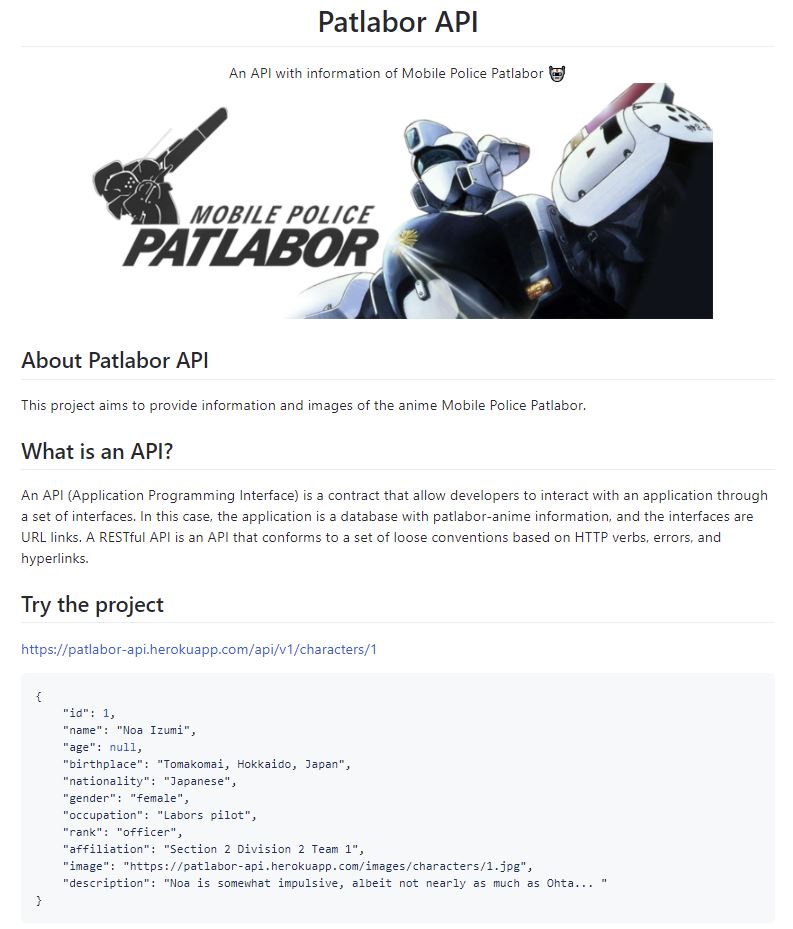 Patlabor API
An API with information of Mobile Police Patlabor
MOBILE POLICE
PATLABOR
About Patlabor API
This project aims to provide information and images of the anime Mobile Police Patlabor.
What is an API?
An API (Application Programming Interface) is a contract that allow developers to interact with an application through
a set of interfaces. In this case, the application is a database with patlabor-anime information, and the interfaces are
URL links. A RESTful API is an API that conforms to a set of loose conventions based on HTTP verbs, errors, and
hyperlinks.
Try the project
https://patlabor-api.herokuapp.com/api/v1/characters/1
{
    "id": 1,
    "name": "Noa Izumi",
    "age": null,
    "birthplace": "Tomakomai, Hokkaido, Japan",
    "nationality": "Japanese",
    "gender": "female",
    "occupation": "Labors pilot",
    "rank": "officer",
    "affiliation": "Section 2 Division 2 Team 1",
    "image": "https://patlabor-api.herokuapp.com/images/characters/1.jpg",
    "description": "Noa is somewhat impulsive, albeit not nearly as much as Ohta... "
}